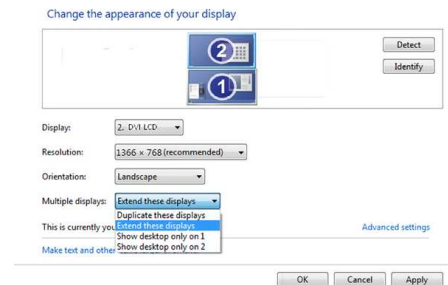 Change the appearance of your display
2
Detect
1
Identify
Display: 2. DVI LCD
Resolution: 1366 × 768 (recommended)
Orientation: Landscape
Multiple displays: Extend these displays
Duplicate these displays
This is currently you Extend these displays Advanced settings
Show desktop only on 1
Make text and other Show desktop only on 2
OK Cancel Apply